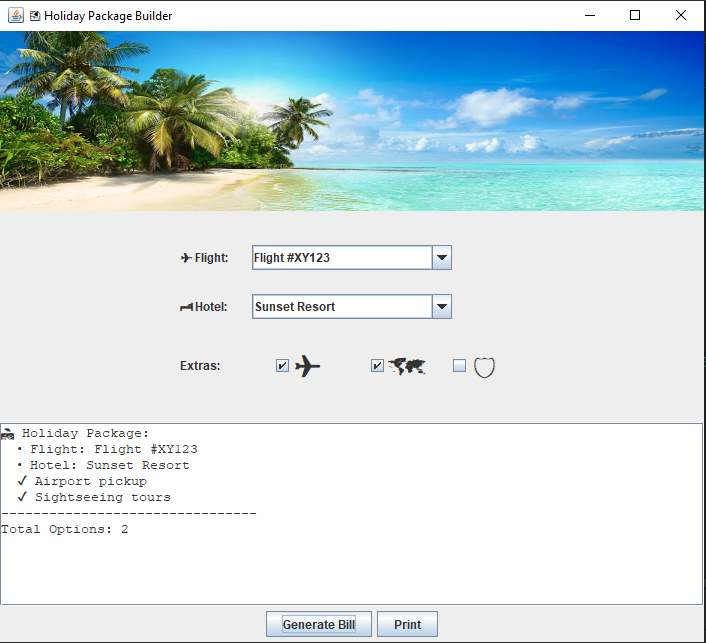 Holiday Package Builder
Flight: Flight #XY123
Hotel: Sunset Resort
Extras:
Holiday Package:
• Flight: Flight #XY123
• Hotel: Sunset Resort
✓ Airport pickup
✓ Sightseeing tours
--------------------------------
Total Options: 2
Generate Bill Print